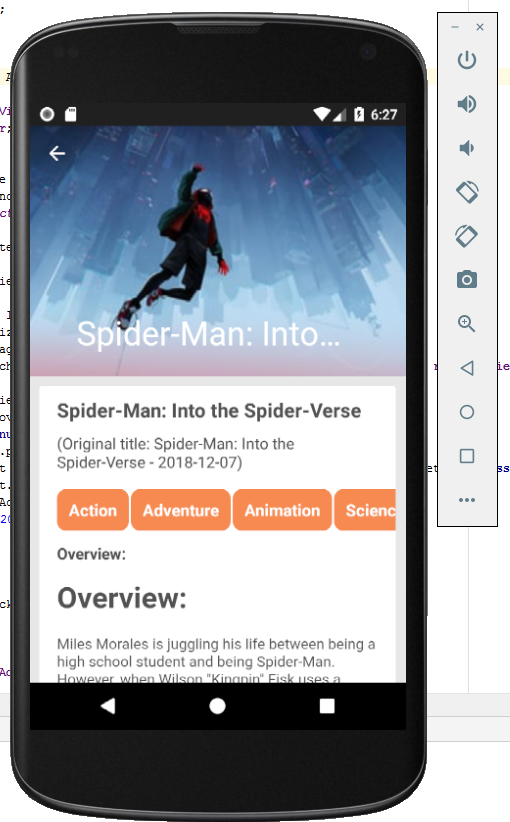 6:27
Spider-Man: Into...
Spider-Man: Into the Spider-Verse
(Original title: Spider-Man: Into the
Spider-Verse - 2018-12-07)
Action Adventure Animation Scienc
Overview:
Overview:
Miles Morales is juggling his life between being a
high school student and being Spider-Man.
However, when Wilson "Kingpin" Fisk uses a